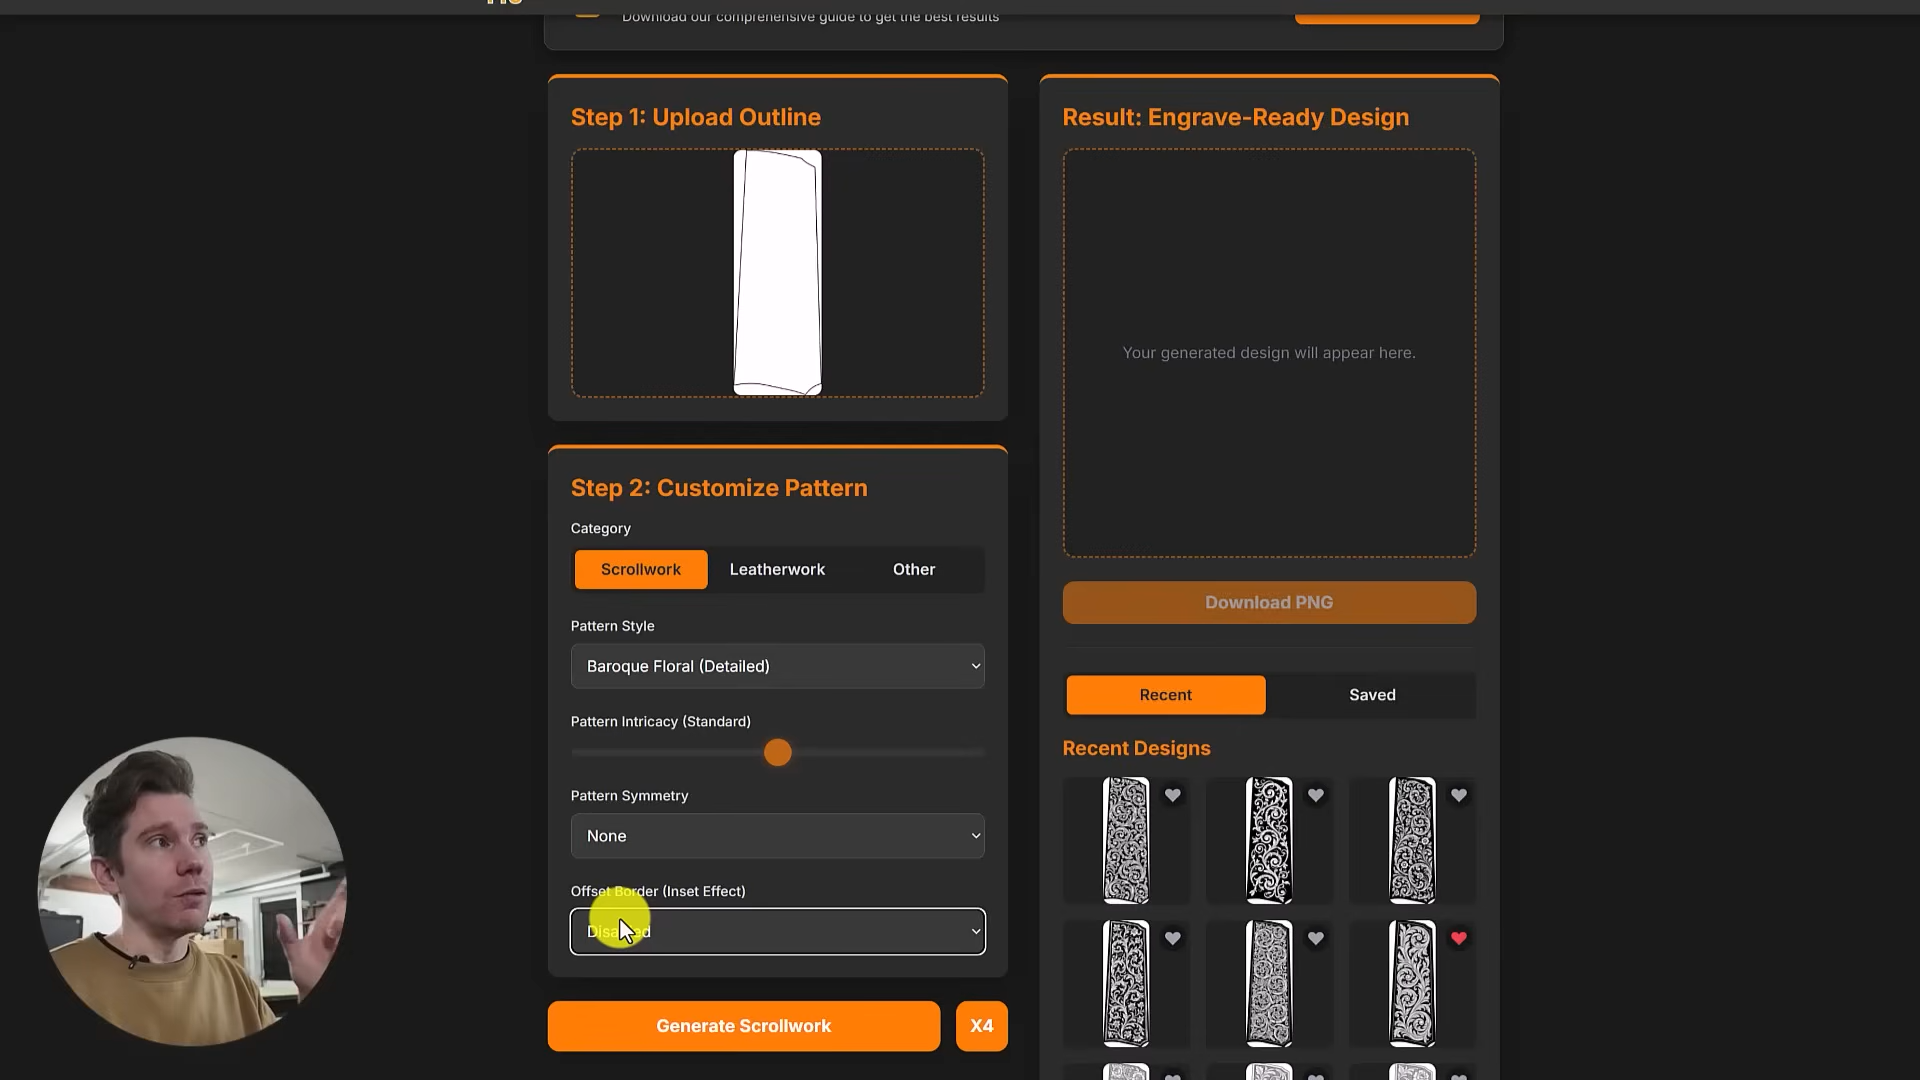 Download our comprehensive guide to get the best results
Step 1: Upload Outline
Step 2: Customize Pattern
Category
Scrollwork
Leatherwork
Other
Pattern Style
Baroque Floral (Detailed)
Pattern Intricacy (Standard)
Pattern Symmetry
None
Offset Border (Inset Effect)
Disabled
Generate Scrollwork
X4
Result: Engrave-Ready Design
Your generated design will appear here.
Download PNG
Recent
Saved
Recent Designs